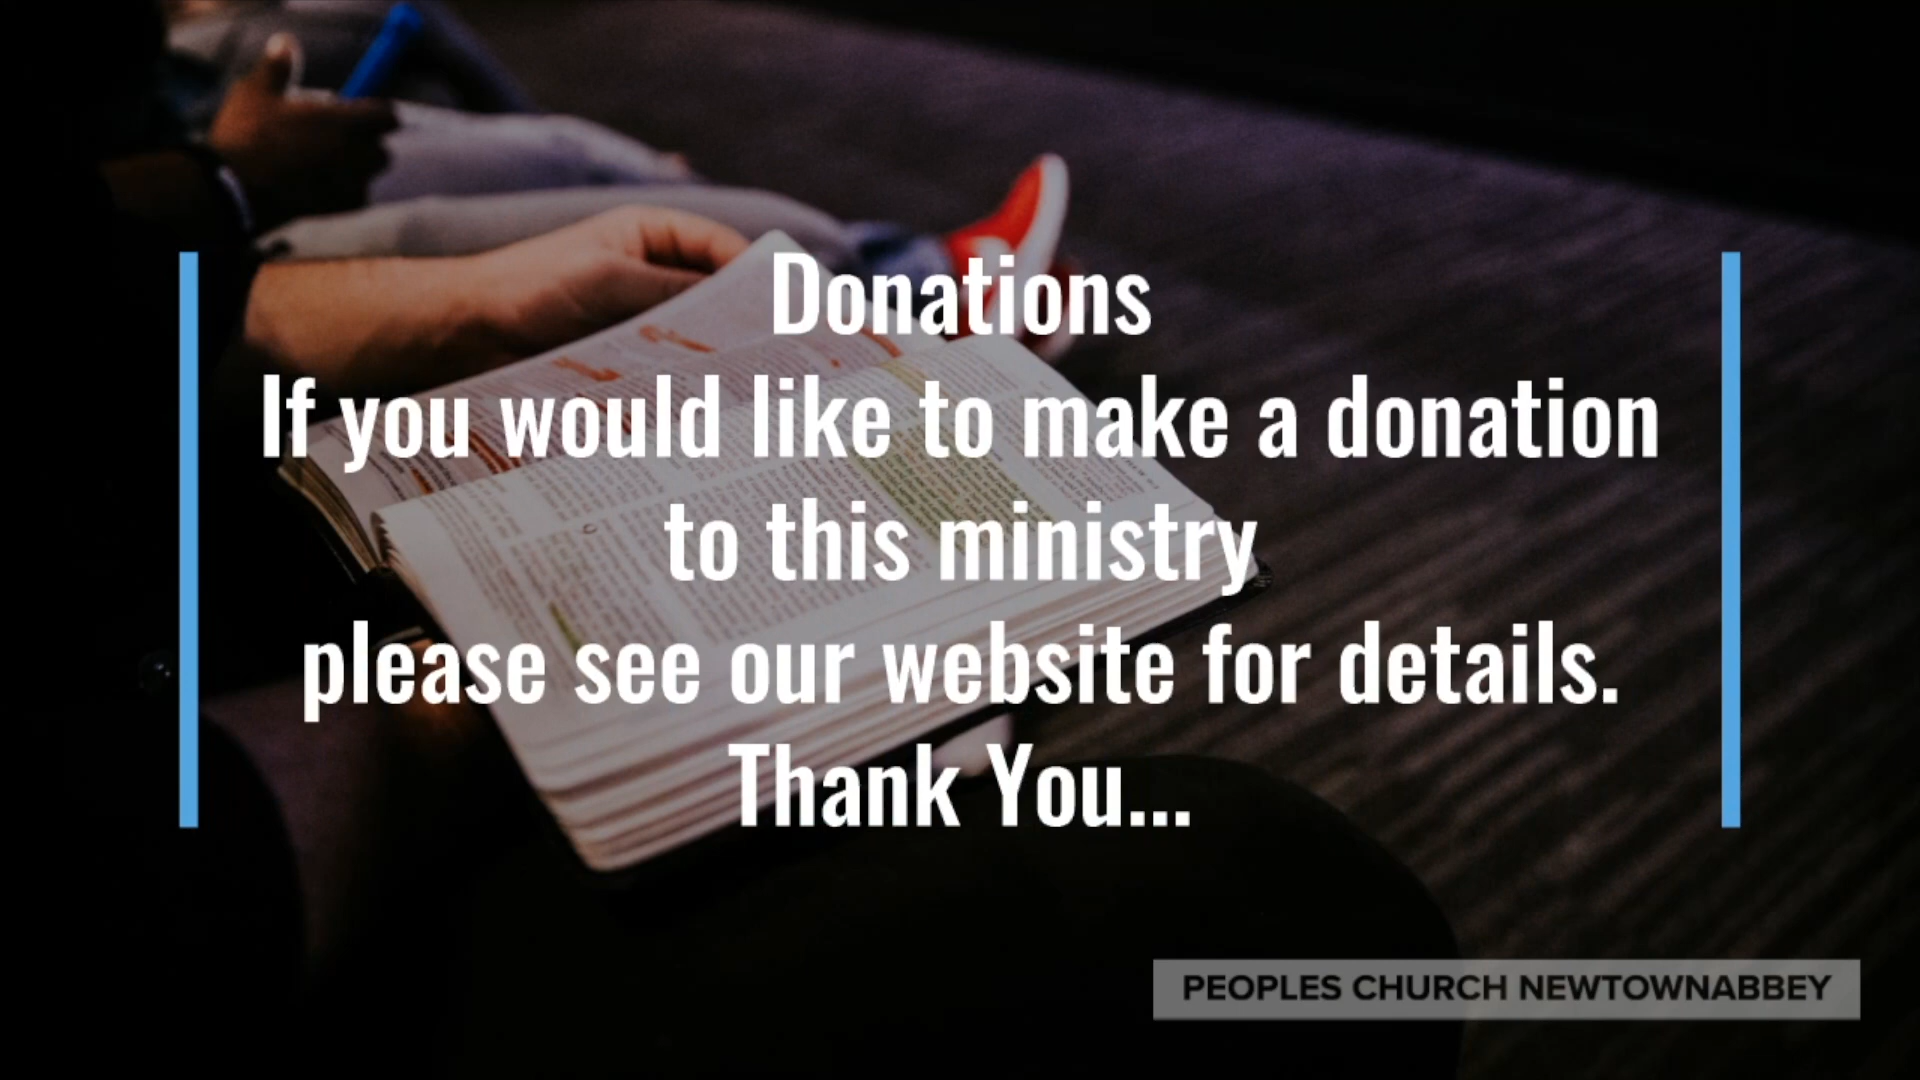 Donations
If you would like to make a donation
to this ministry
please see our website for details.
Thank You...
PEOPLES CHURCH NEWTOWNABBEY